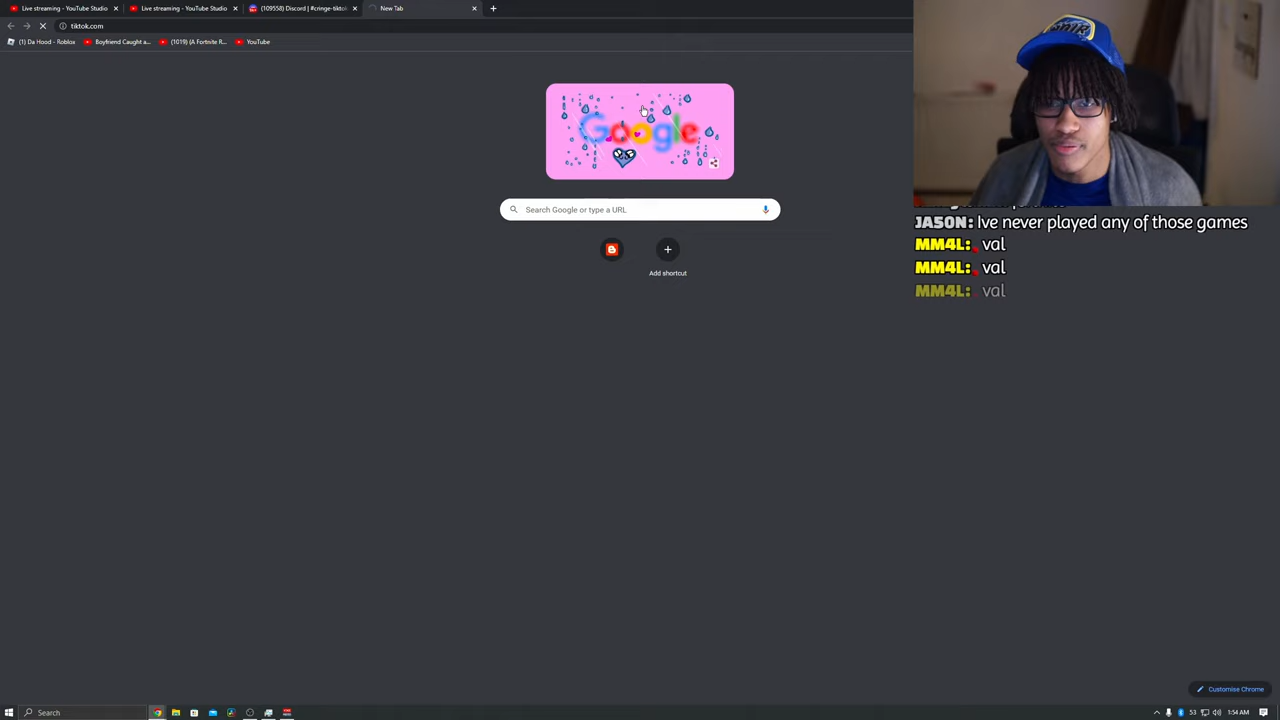 Live streaming - YouTube Studio
Live streaming - YouTube Studio
(109558) Discord | #cringe-tiktok
New Tab
tiktok.com
(1) Da Hood - Roblox
Boyfriend Caught a...
(1019) (A Fortnite R...
YouTube
Google
Search Google or type a URL
Add shortcut
JASON: Ive never played any of those games
MM4L: val
MM4L: val
MM4L: val
Customise Chrome
Search
53
1:54 AM